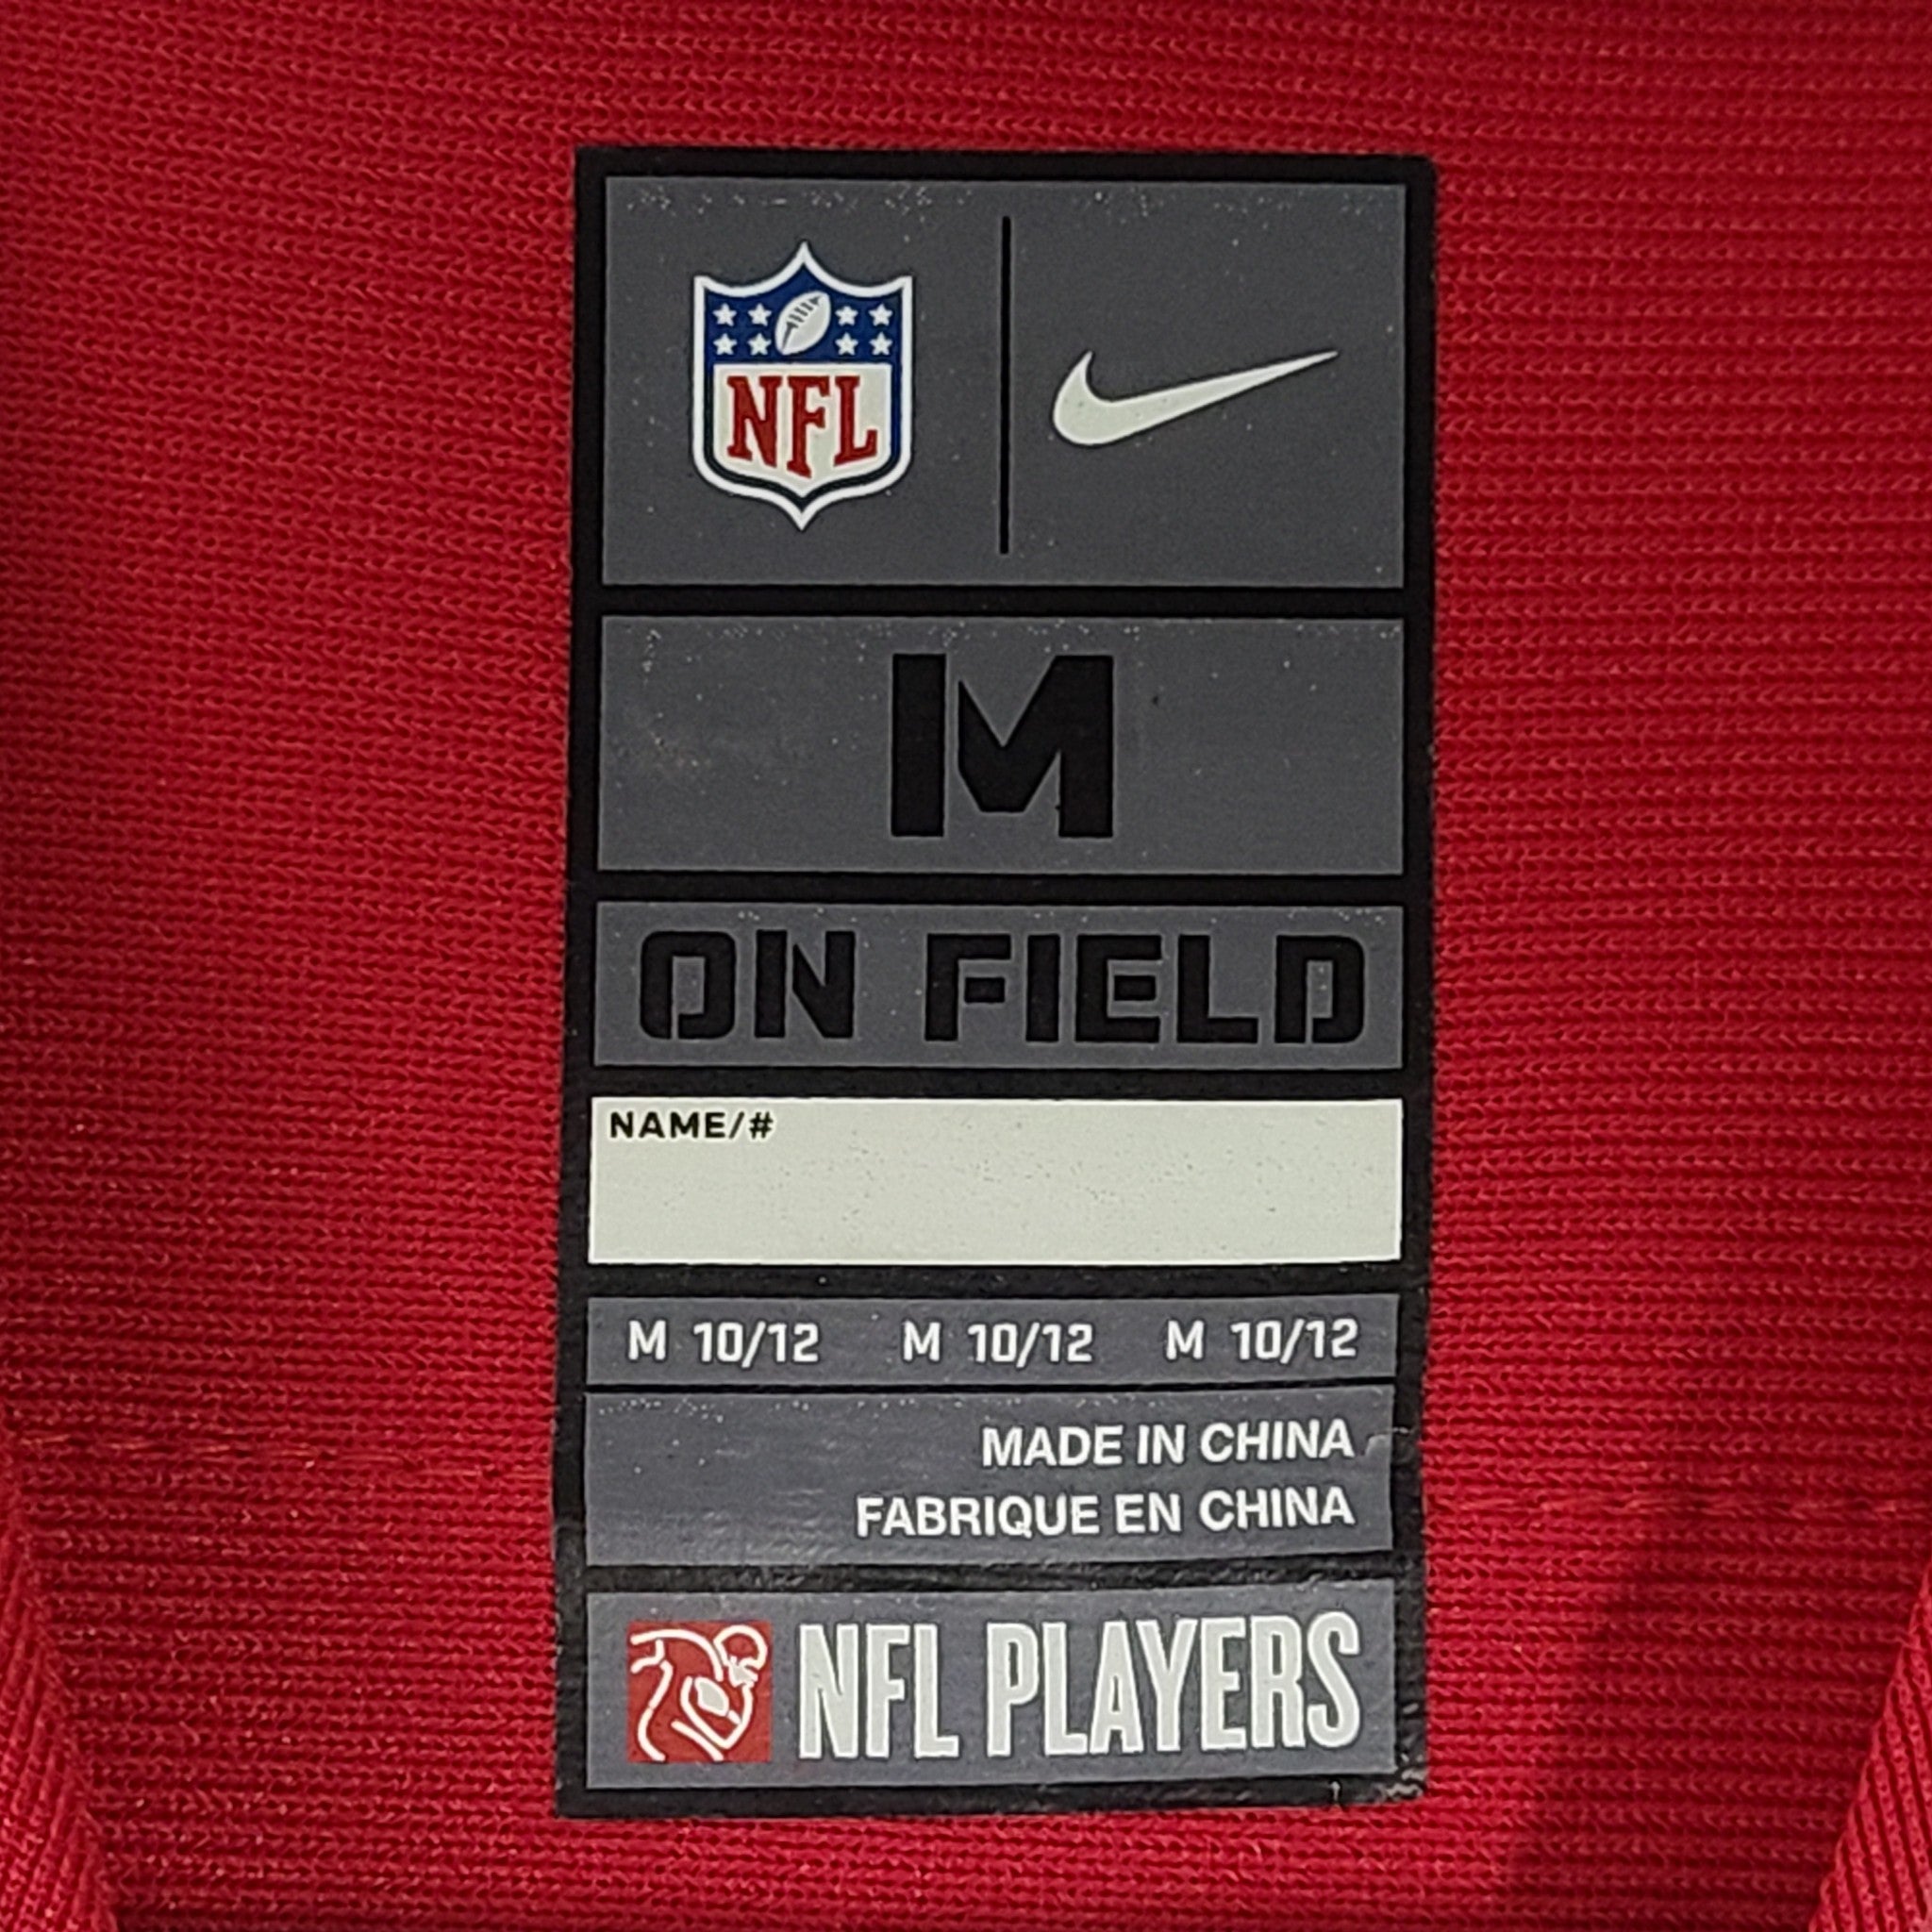 NFL
M
ON FIELD
NAME/#
M 10/12 M 10/12 M 10/12
MADE IN CHINA
FABRIQUE EN CHINA
NFL PLAYERS